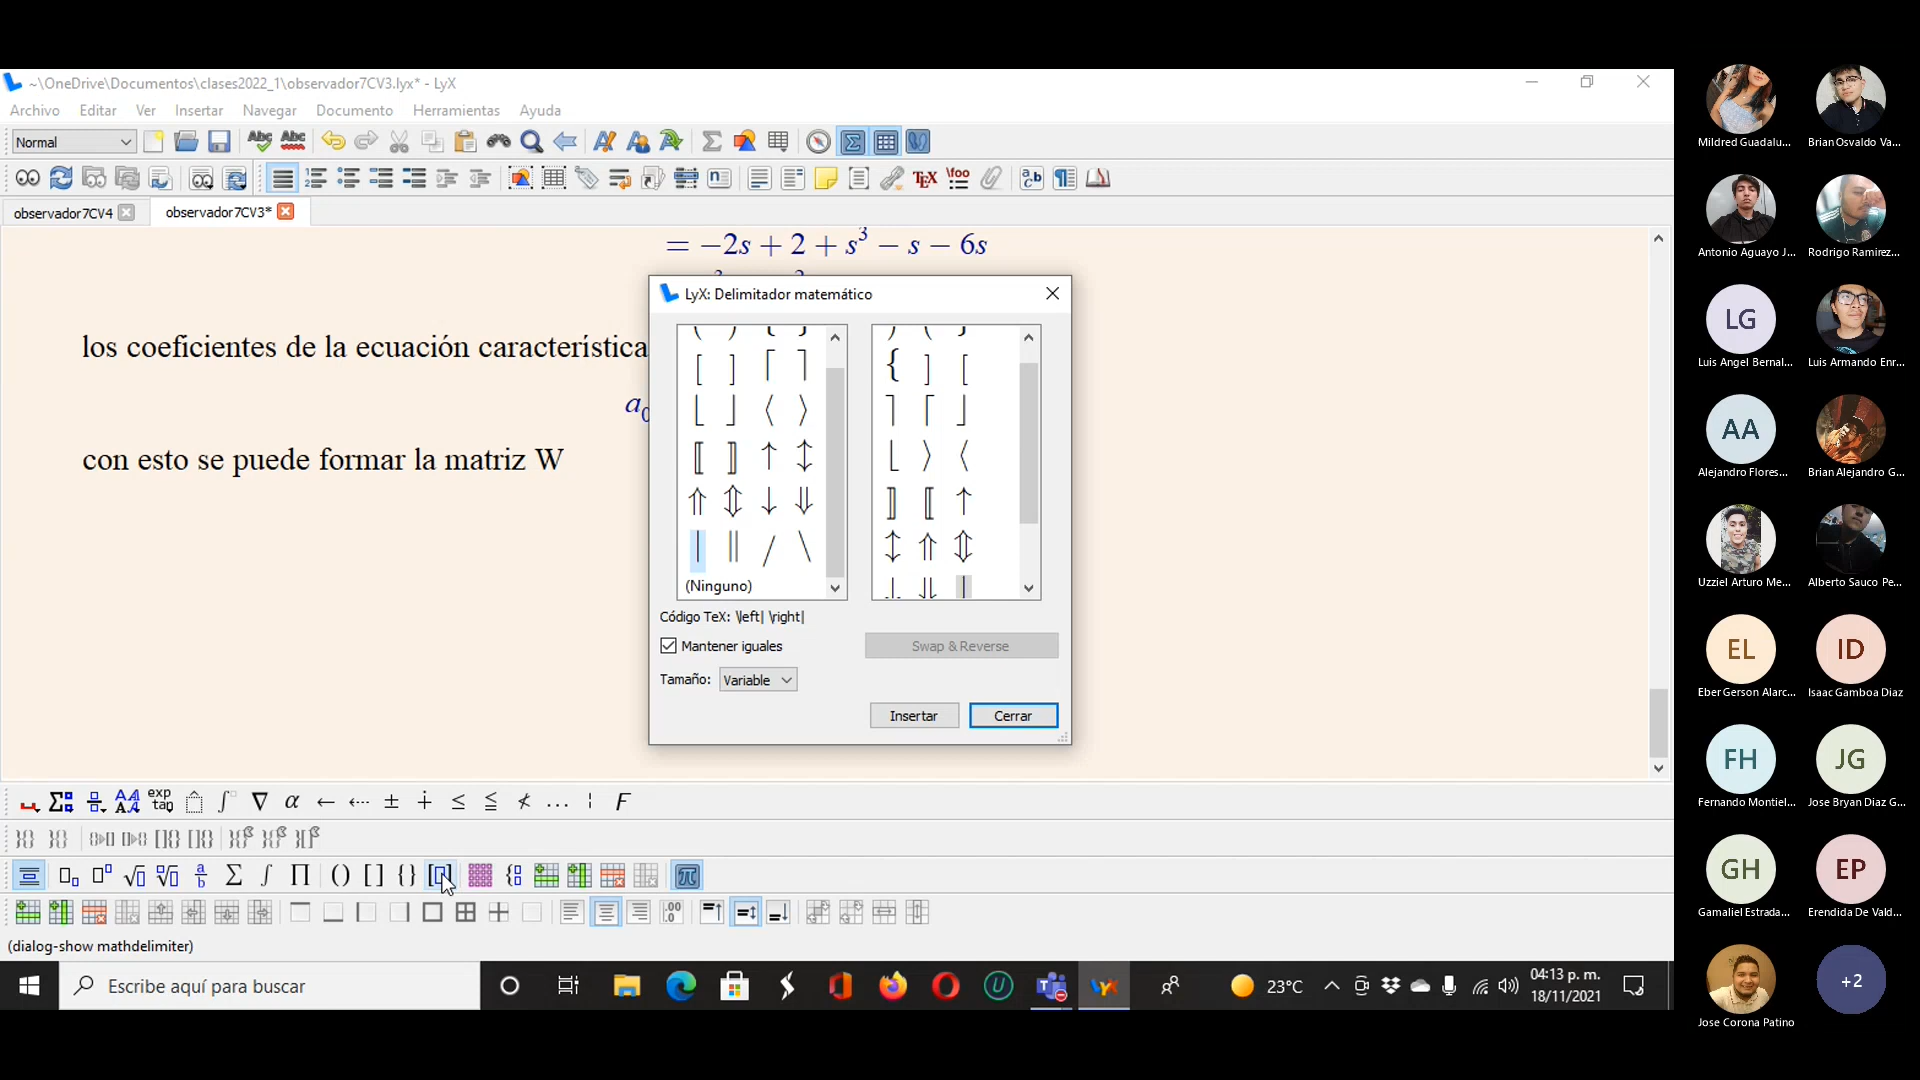 ~\OneDrive\Documentos\clases2022_1\observador7CV3.lyx* - LyX
Archivo Editar Ver Insertar Navegar Documento Herramientas Ayuda
Normal
observador7CV4 observador7CV3*
= −2s + 2 + s³ − s − 6s
los coeficientes de la ecuación característica
a₀
con esto se puede formar la matriz W
LyX: Delimitador matemático
(Ninguno)
Código TeX: \left| \right|
Mantener iguales
Swap & Reverse
Tamaño: Variable
Insertar Cerrar
(dialog-show mathdelimiter)
Escribe aquí para buscar
23°C
04:13 p. m.
18/11/2021
Mildred Guadalu...
Brian Osvaldo Va...
Antonio Aguayo J...
Rodrigo Ramirez...
LG
Luis Angel Bernal...
Luis Armando Enr...
AA
Alejandro Flores...
Brian Alejandro G...
Uzziel Arturo Me...
Alberto Sauco Pe...
EL
Eber Gerson Alarc...
ID
Isaac Gamboa Diaz
FH
Fernando Montiel...
JG
Jose Bryan Diaz G...
GH
Gamaliel Estrada...
EP
Erendida De Vald...
Jose Corona Patino
+2